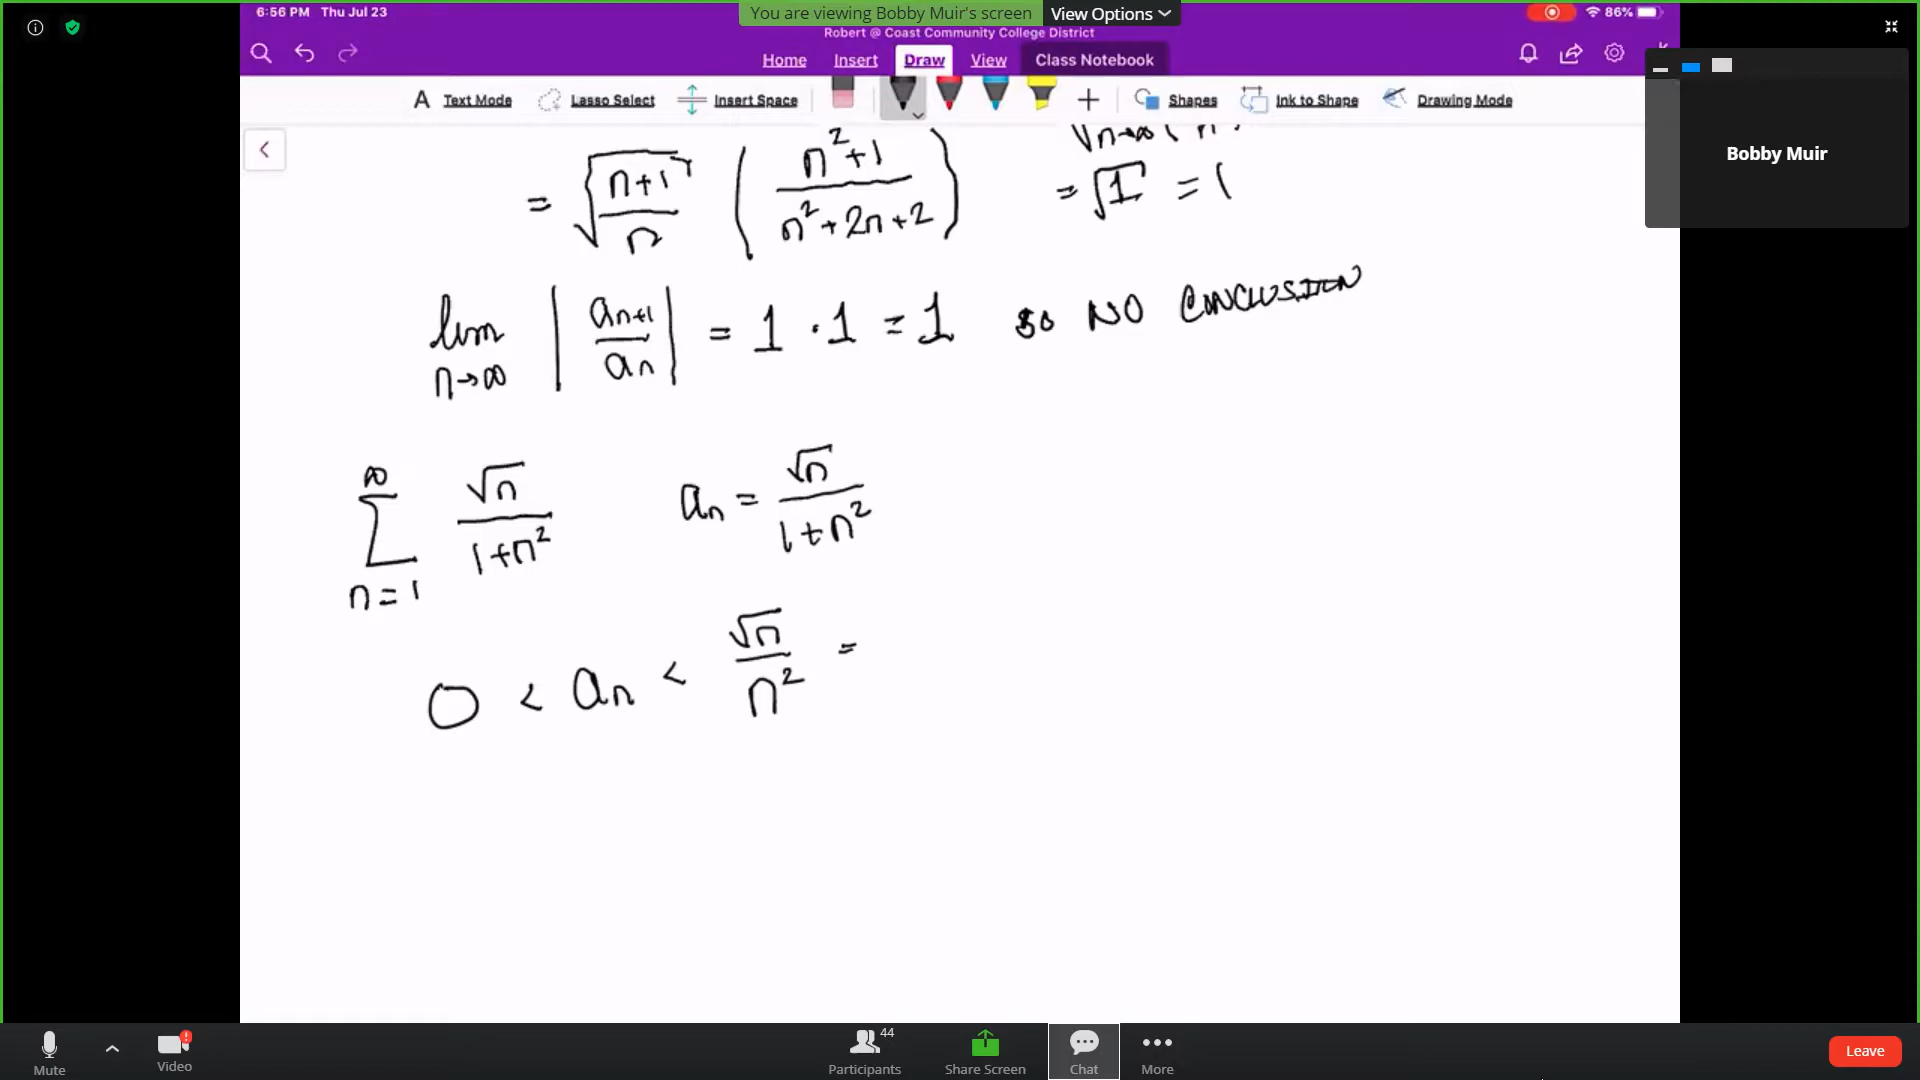 6:56 PM Thu Jul 23
You are viewing Bobby Muir's screen View Options
86%
Robert @ Coast Community College District
Home Insert Draw View Class Notebook
A Text Mode Lasso Select Insert Space Shapes Ink to Shape Drawing Mode
Bobby Muir
= √((n+1)/n) ((n²+1)/(n²+2n+2)) = √1 = 1
lim n→∞ |aₙ₊₁/aₙ| = 1 · 1 = 1 so NO CONCLUSION
∞ ∑ n=1 √n/(1+n²) aₙ = √n/(1+n²)
0 < aₙ < √n/n² =
Mute Video Participants 44 Share Screen Chat More Leave